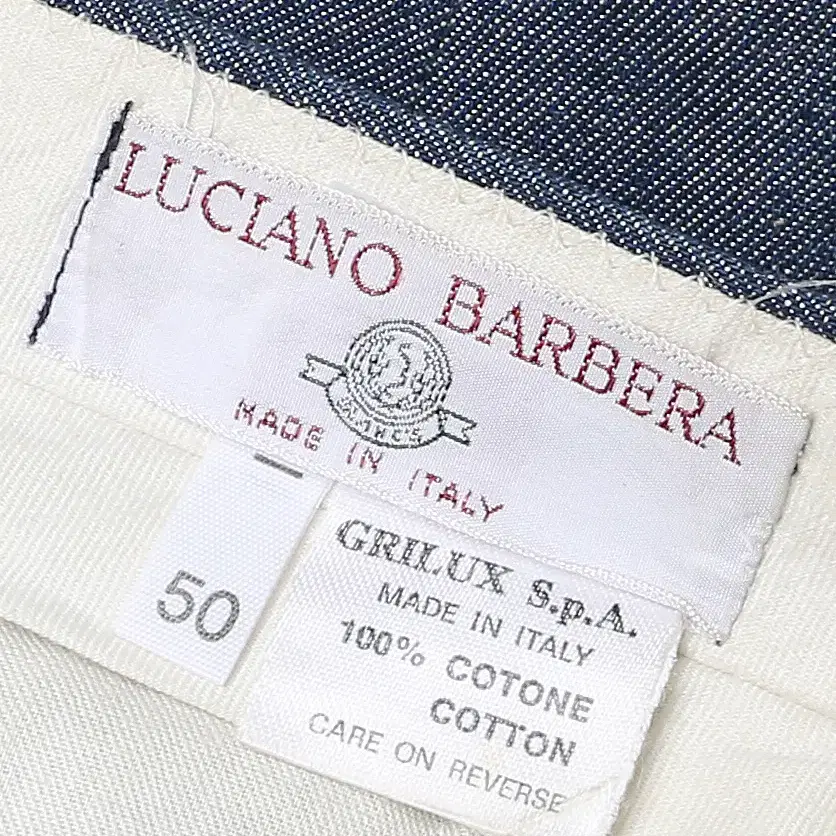 LUCIANO BARBERA
MADE IN ITALY
50
GRILUX S.p.A.
MADE IN ITALY
100% COTONE
COTTON
CARE ON REVERSE